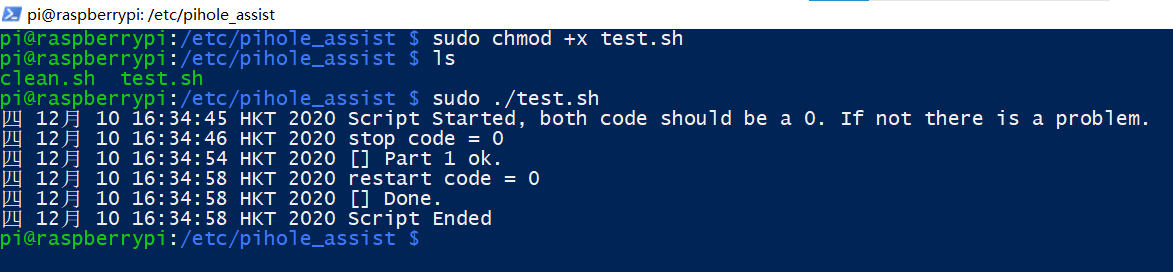 pi@raspberrypi: /etc/pihole_assist
pi@raspberrypi:/etc/pihole_assist $ sudo chmod +x test.sh
pi@raspberrypi:/etc/pihole_assist $ ls
clean.sh  test.sh
pi@raspberrypi:/etc/pihole_assist $ sudo ./test.sh
四 12月 10 16:34:45 HKT 2020 Script Started, both code should be a 0. If not there is a problem.
四 12月 10 16:34:46 HKT 2020 stop code = 0
四 12月 10 16:34:54 HKT 2020 [] Part 1 ok.
四 12月 10 16:34:58 HKT 2020 restart code = 0
四 12月 10 16:34:58 HKT 2020 [] Done.
四 12月 10 16:34:58 HKT 2020 Script Ended
pi@raspberrypi:/etc/pihole_assist $